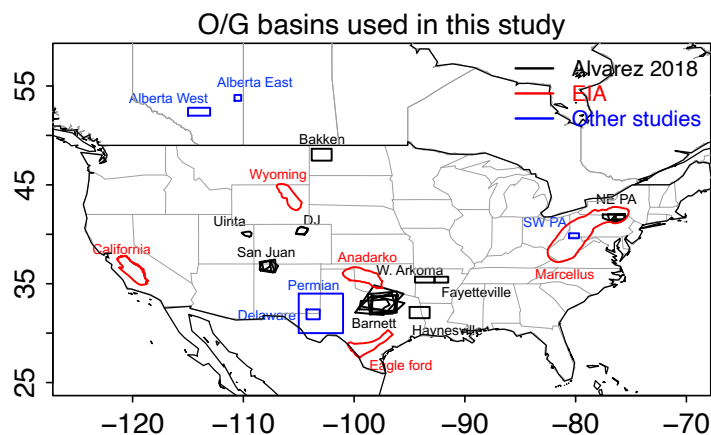 O/G basins used in this study
Alvarez 2018
EIA
Other studies
Alberta East
Alberta West
Bakken
Wyoming
NE PA
SW PA
Uinta
DJ
California
San Juan
Anadarko
W. Arkoma
Marcellus
Permian
Fayetteville
Delaware
Barnett
Haynesville
Eagle ford
55
45
35
25
−120
−110
−100
−90
−80
−70